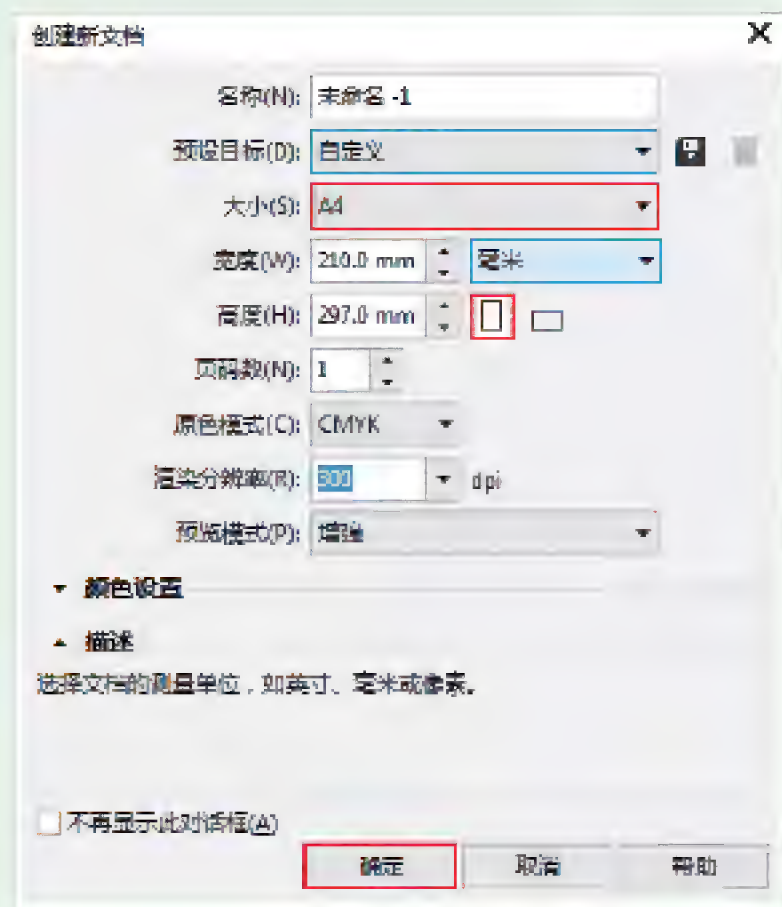 创建新文档
名称(N): 未命名 -1
预设目标(D): 自定义
大小(S): A4
宽度(W): 210.0 mm 毫米
高度(H): 297.0 mm
页码数(N): 1
原色模式(C): CMYK
渲染分辨率(R): 300 dpi
预览模式(P): 增强
颜色设置
描述
选择文档的测量单位，如英寸、毫米或像素。
不再显示此对话框(A)
确定 取消 帮助